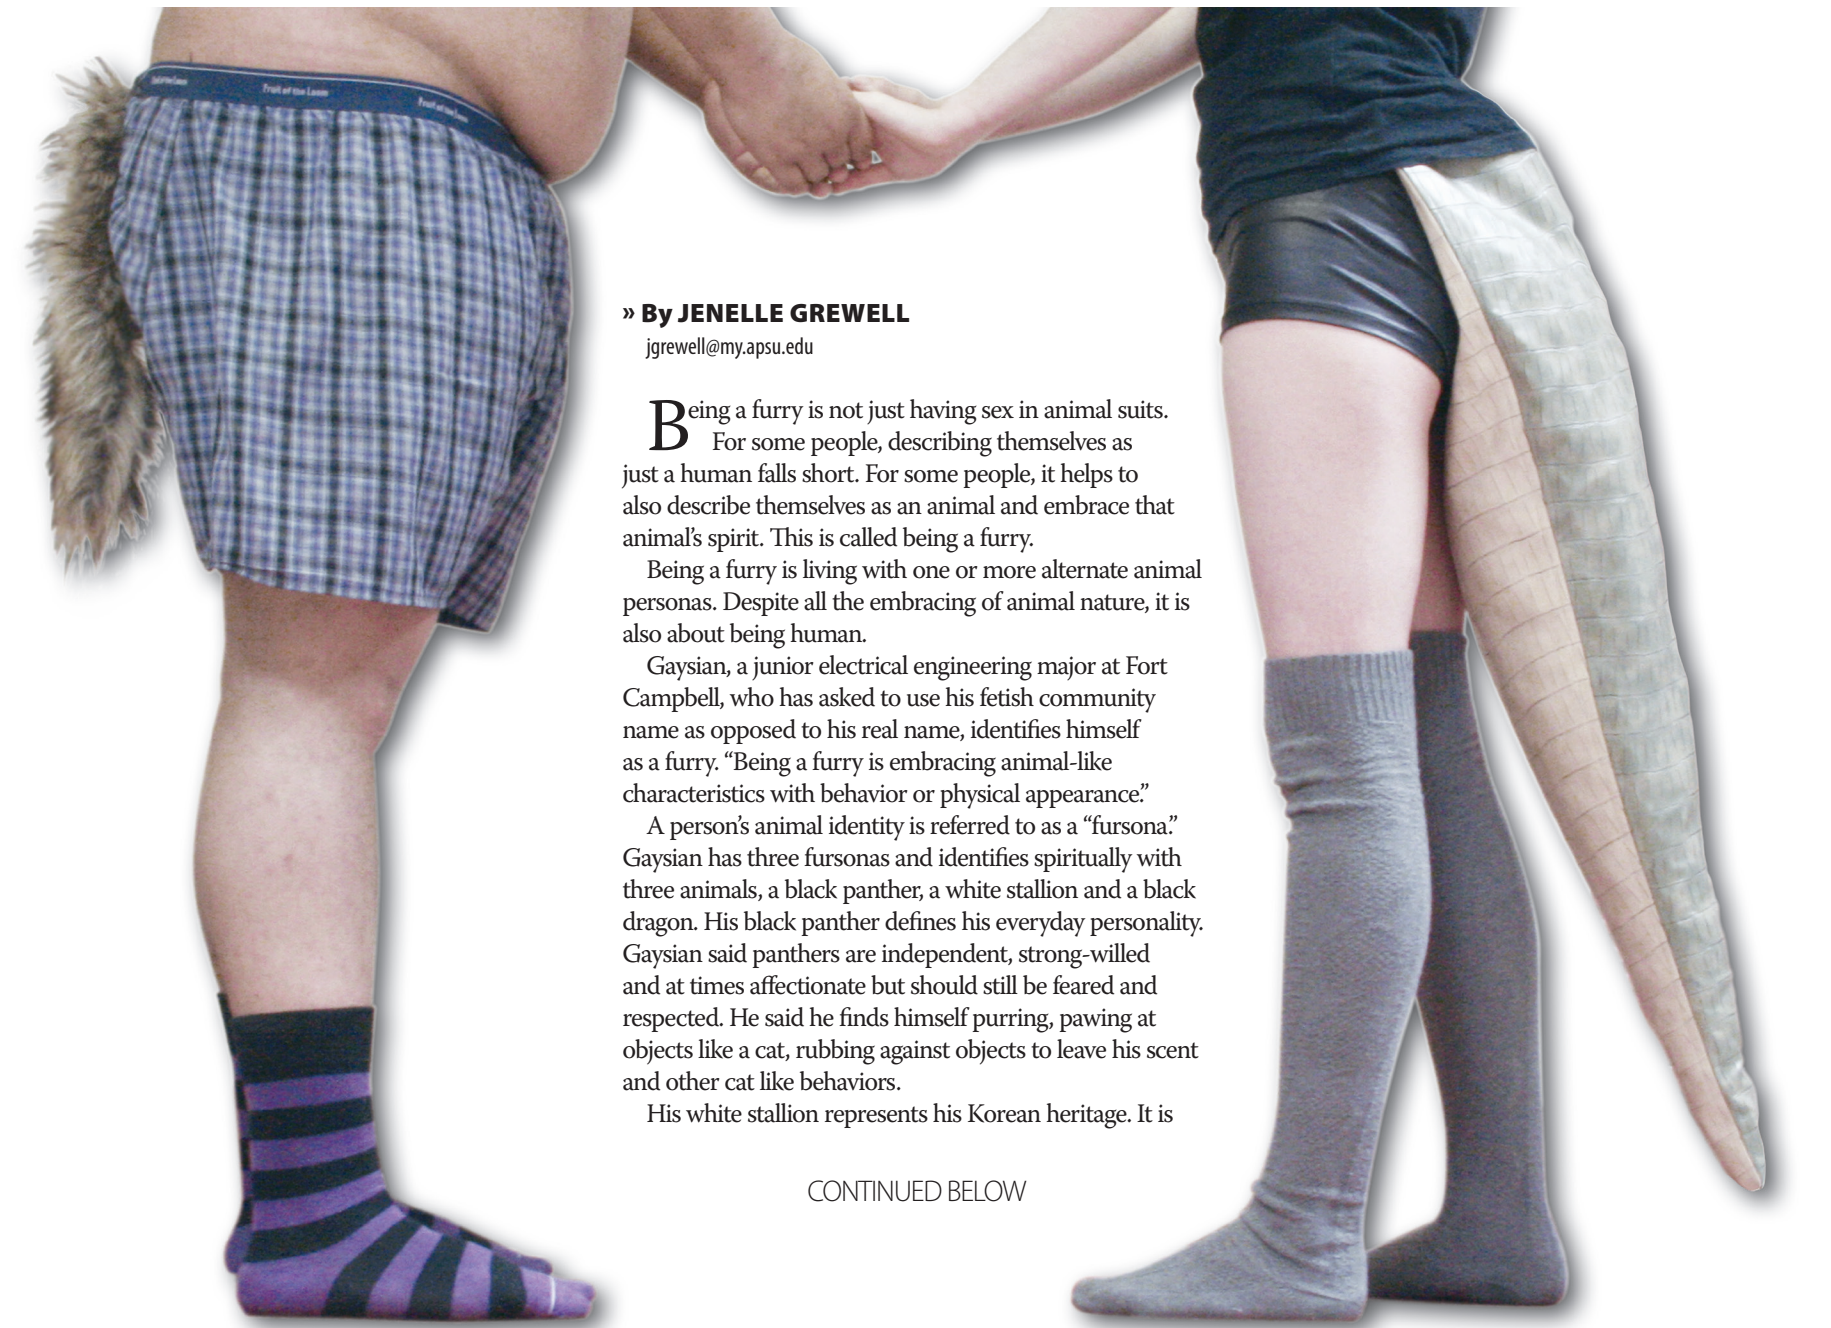 Fruit of the Loom
Fruit of the Loom
Fruit of the Loom
» By JENELLE GREWELL
jgrewell@my.apsu.edu
Being a furry is not just having sex in animal suits.
For some people, describing themselves as
just a human falls short. For some people, it helps to
also describe themselves as an animal and embrace that
animal’s spirit. This is called being a furry.
Being a furry is living with one or more alternate animal
personas. Despite all the embracing of animal nature, it is
also about being human.
Gaysian, a junior electrical engineering major at Fort
Campbell, who has asked to use his fetish community
name as opposed to his real name, identifies himself
as a furry. “Being a furry is embracing animal-like
characteristics with behavior or physical appearance.”
A person’s animal identity is referred to as a “fursona.”
Gaysian has three fursonas and identifies spiritually with
three animals, a black panther, a white stallion and a black
dragon. His black panther defines his everyday personality.
Gaysian said panthers are independent, strong-willed
and at times affectionate but should still be feared and
respected. He said he finds himself purring, pawing at
objects like a cat, rubbing against objects to leave his scent
and other cat like behaviors.
His white stallion represents his Korean heritage. It is
CONTINUED BELOW